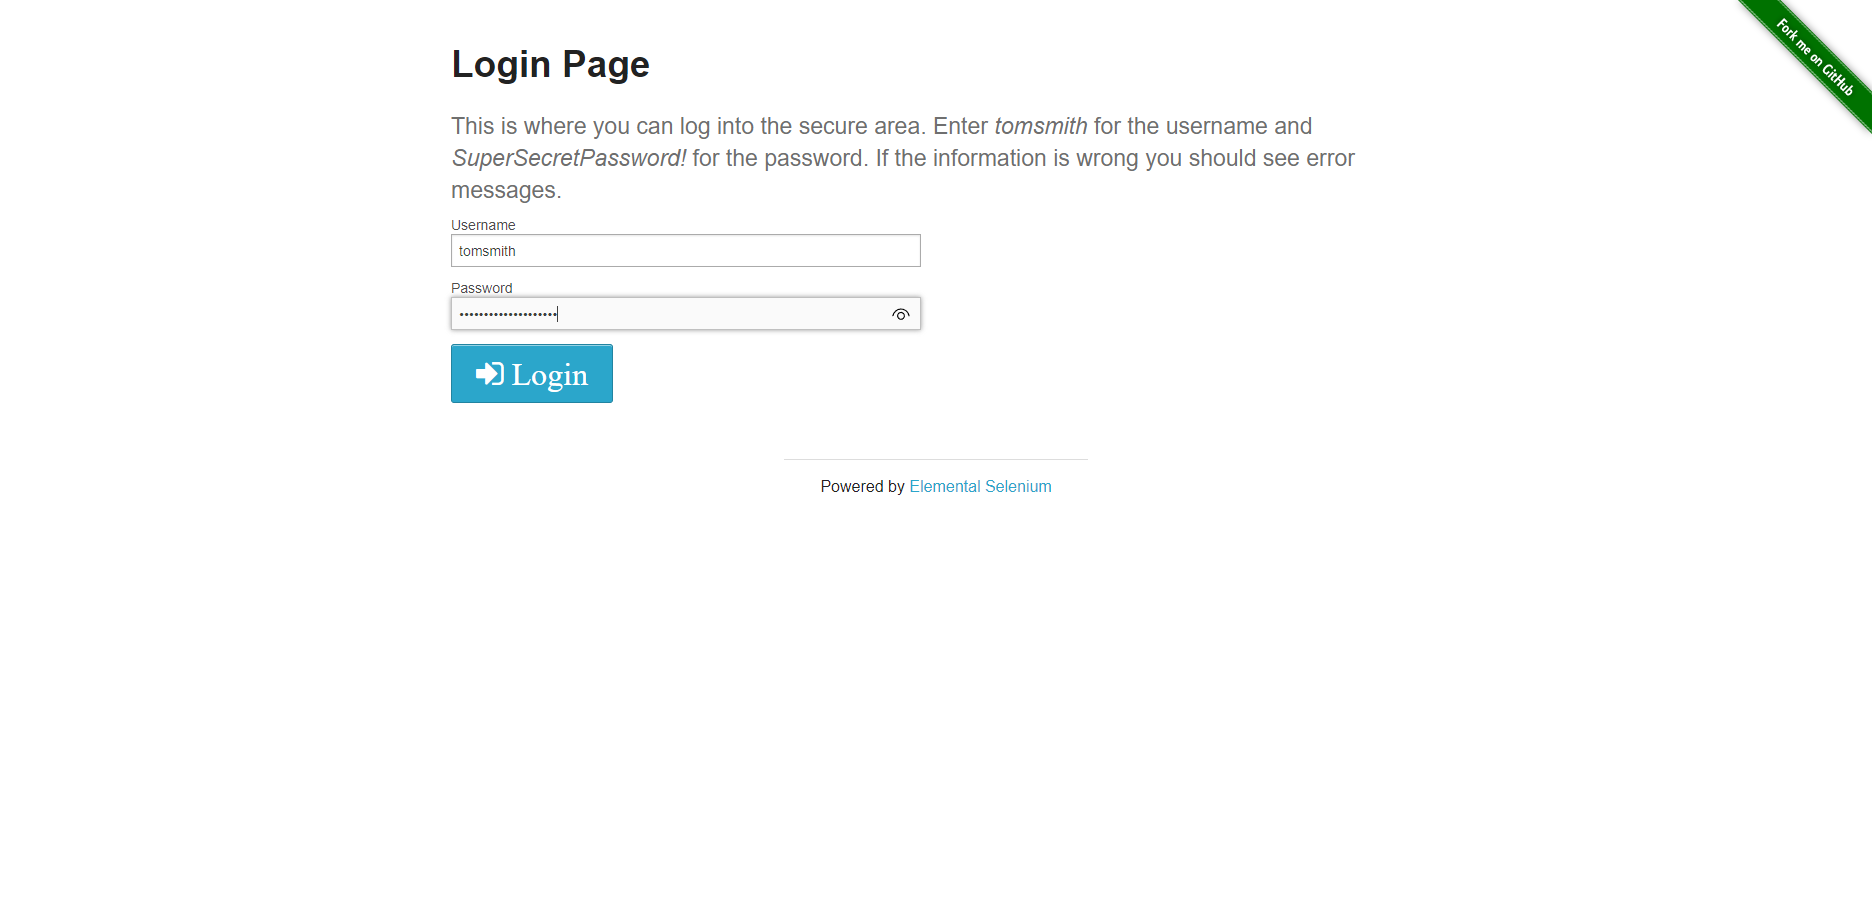 Fork me on GitHub
Login Page
This is where you can log into the secure area. Enter tomsmith for the username and
SuperSecretPassword! for the password. If the information is wrong you should see error
messages.
Username
tomsmith
Password
••••••••••••••••••••
Login
Powered by Elemental Selenium